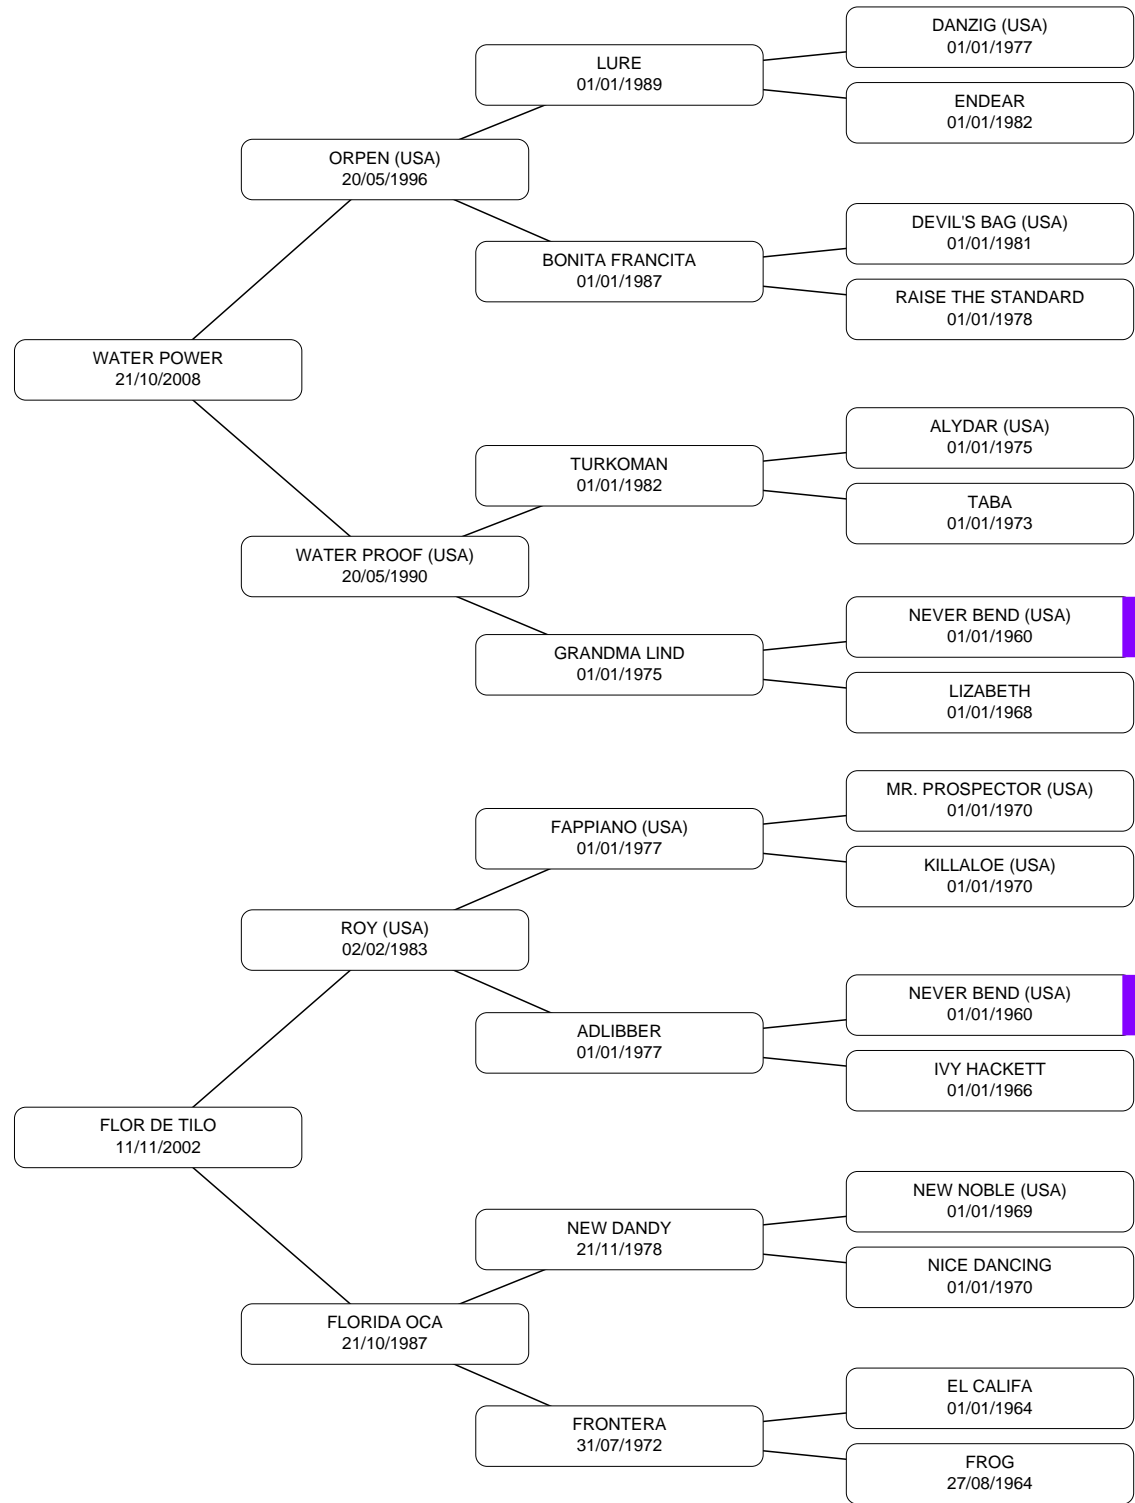 DANZIG (USA)
01/01/1977
LURE
01/01/1989
ENDEAR
01/01/1982
ORPEN (USA)
20/05/1996
DEVIL'S BAG (USA)
01/01/1981
BONITA FRANCITA
01/01/1987
RAISE THE STANDARD
01/01/1978
WATER POWER
21/10/2008
ALYDAR (USA)
01/01/1975
TURKOMAN
01/01/1982
TABA
01/01/1973
WATER PROOF (USA)
20/05/1990
NEVER BEND (USA)
01/01/1960
GRANDMA LIND
01/01/1975
LIZABETH
01/01/1968
MR. PROSPECTOR (USA)
01/01/1970
FAPPIANO (USA)
01/01/1977
KILLALOE (USA)
01/01/1970
ROY (USA)
02/02/1983
NEVER BEND (USA)
01/01/1960
ADLIBBER
01/01/1977
IVY HACKETT
01/01/1966
FLOR DE TILO
11/11/2002
NEW NOBLE (USA)
01/01/1969
NEW DANDY
21/11/1978
NICE DANCING
01/01/1970
FLORIDA OCA
21/10/1987
EL CALIFA
01/01/1964
FRONTERA
31/07/1972
FROG
27/08/1964